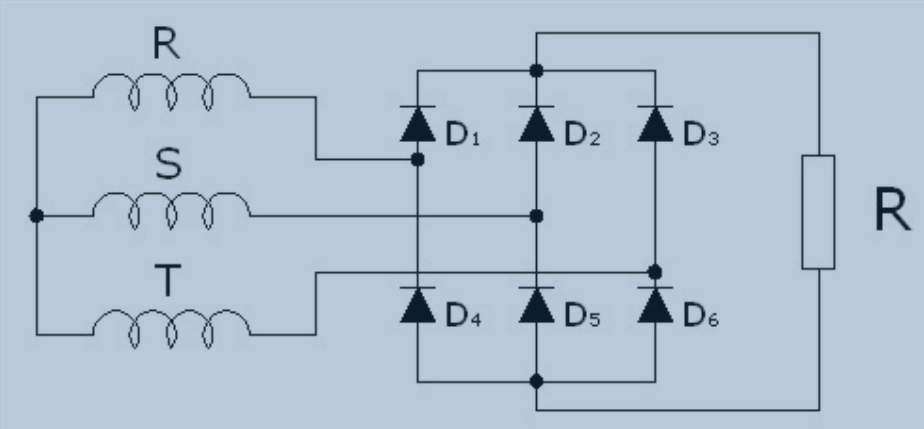 R
D₁ D₂ D₃
S
R
T
D₄ D₅ D₆